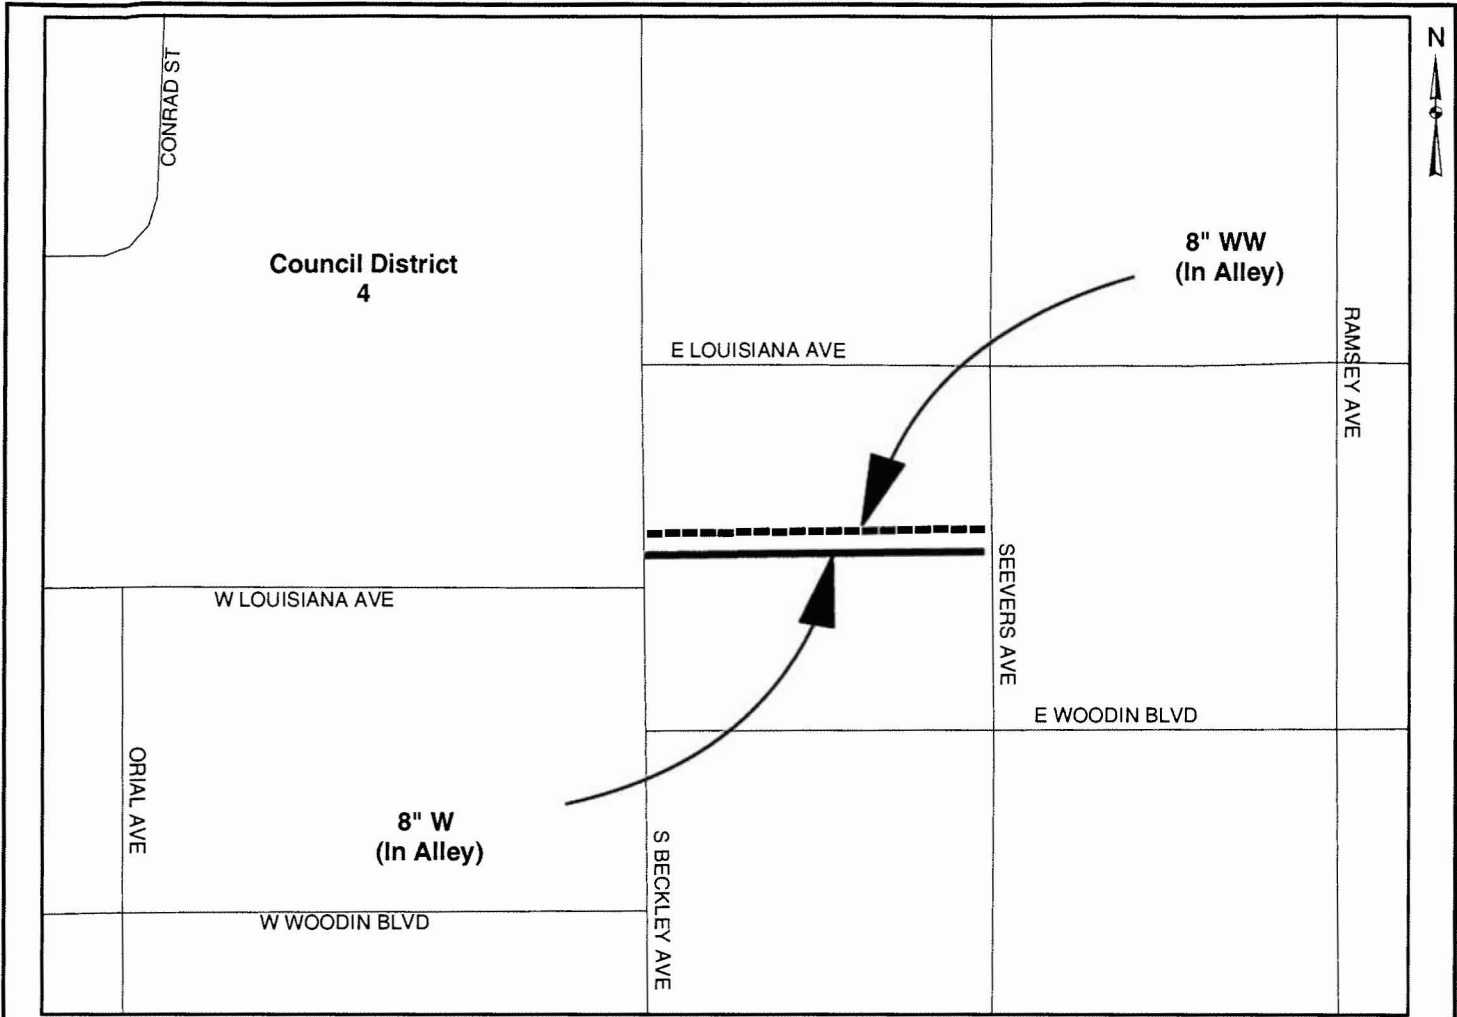 N
CONRAD ST
8" WW
(In Alley)
Council District
4
E LOUISIANA AVE
RAMSEY AVE
W LOUISIANA AVE
SEEVERS AVE
E WOODIN BLVD
ORIAL AVE
8" W
(In Alley)
S BECKLEY AVE
W WOODIN BLVD